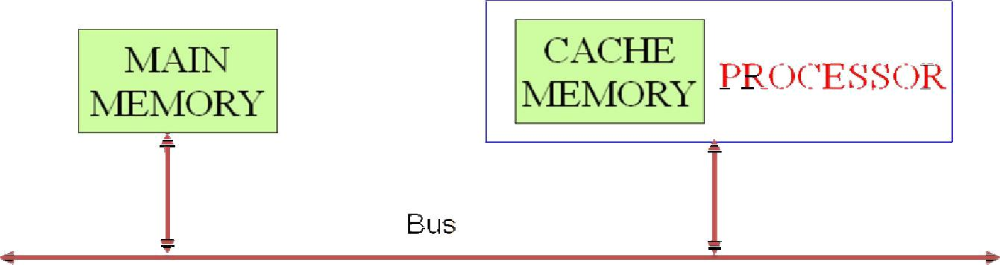 MAIN
MEMORY
CACHE
MEMORY
PROCESSOR
Bus